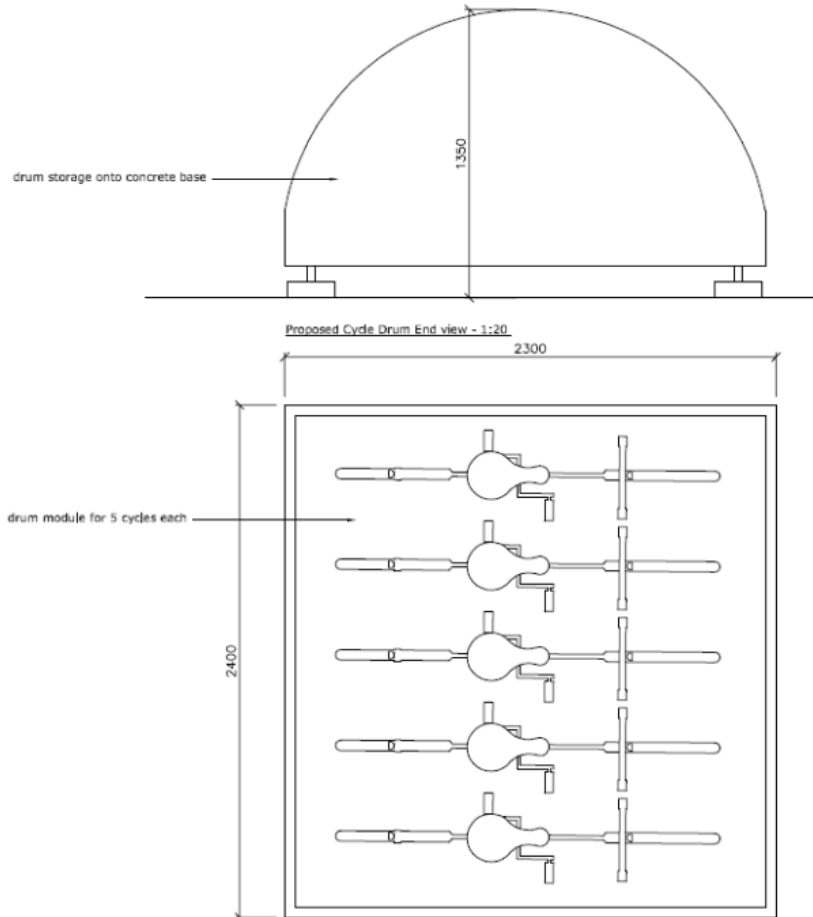 1350
drum storage onto concrete base
Proposed Cycle Drum End view - 1:20
2300
drum module for 5 cycles each
2400